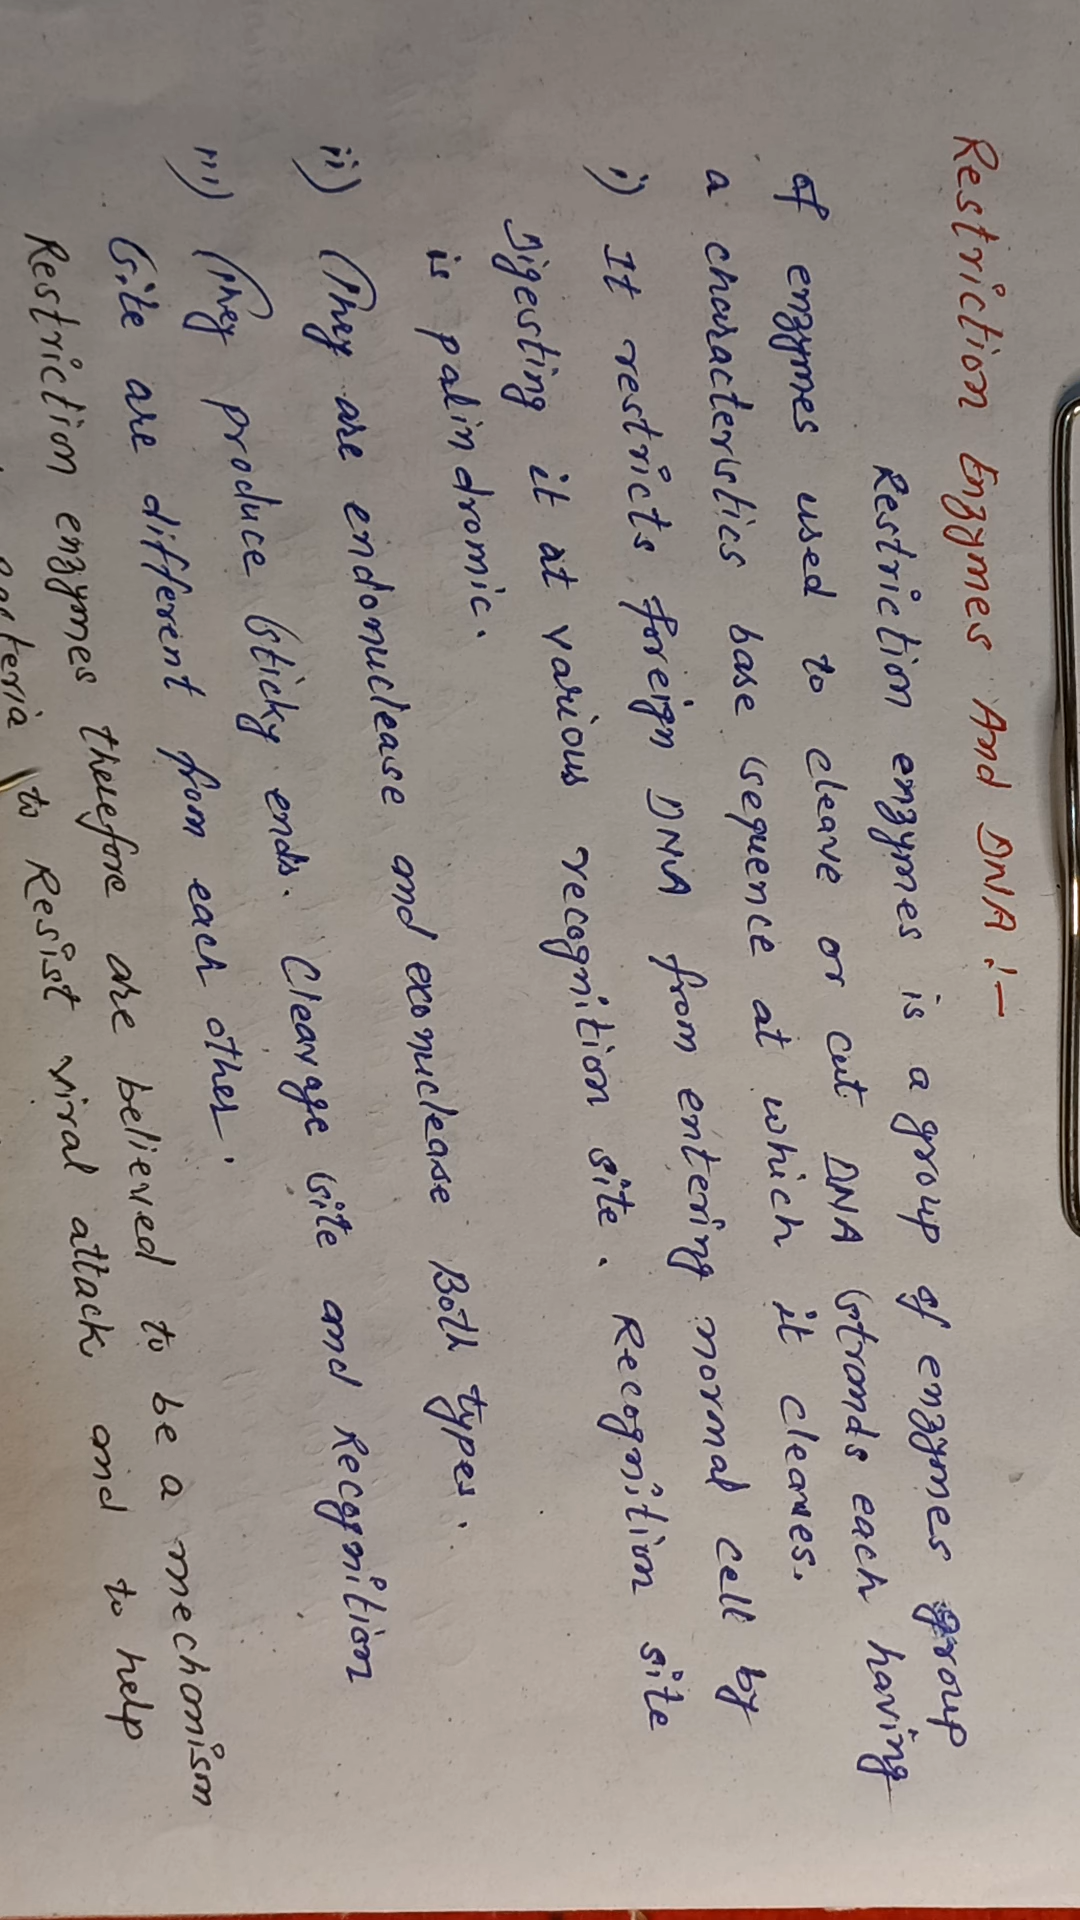 Restriction Enzymes And DNA :-
Restriction enzymes is a group of enzymes group
of enzymes used to cleave or cut DNA strands each having
a characteristics base sequence at which it cleaves.
i) It restricts foreign DNA from entering normal cell by
Digesting it at various recognition site. Recognition site
is palindromic.
ii) They are endonuclease and exonuclease Both types.
iii) They produce sticky ends. Clearage site and Recognition
site are different from each other.
Restriction enzymes therefore are believed to be a mechanism
to Resist viral attack and to help